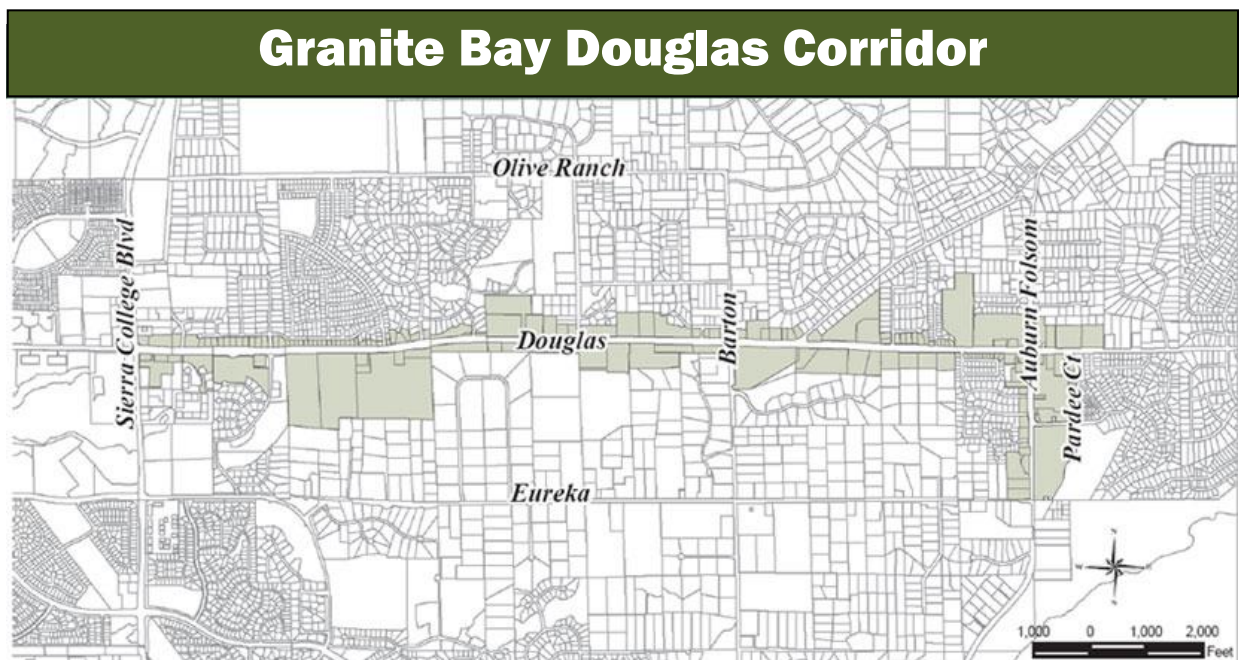 Granite Bay Douglas Corridor
Olive Ranch
Sierra College Blvd
Douglas
Barton
Auburn Folsom
Pardee Ct
Eureka
N
W
E
S
1,000 0 1,000 2,000
Feet